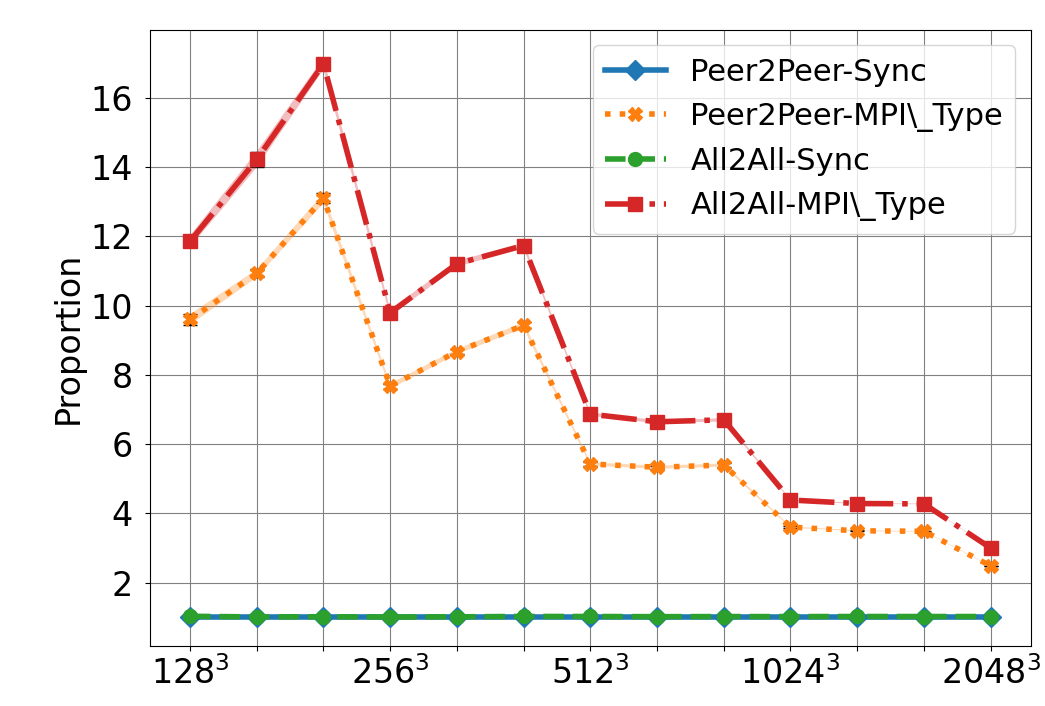 Peer2Peer-Sync
Peer2Peer-MPI\_Type
All2All-Sync
All2All-MPI\_Type
Proportion
16
14
12
10
8
6
4
2
128³ 256³ 512³ 1024³ 2048³